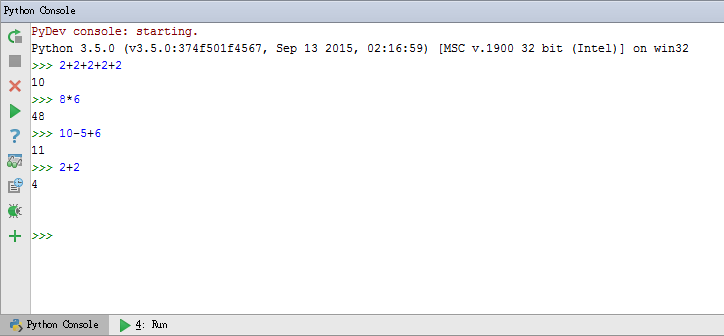 Python Console
PyDev console: starting.
Python 3.5.0 (v3.5.0:374f501f4567, Sep 13 2015, 02:16:59) [MSC v.1900 32 bit (Intel)] on win32
>>> 2+2+2+2+2
10
>>> 8*6
48
>>> 10-5+6
11
>>> 2+2
4
>>>
Python Console 4: Run